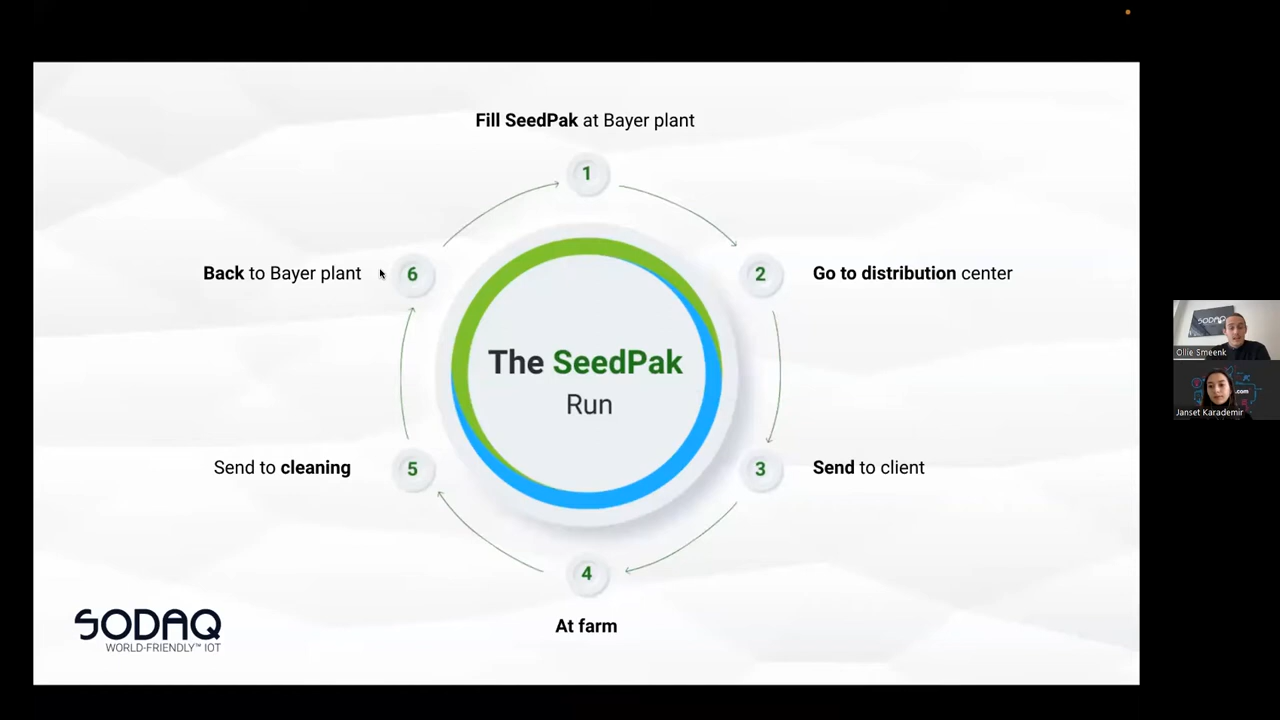 Fill SeedPak at Bayer plant
1
2
Go to distribution center
3
Send to client
4
At farm
5
Send to cleaning
6
Back to Bayer plant
The SeedPak
Run
SODAQ
WORLD-FRIENDLY™ IOT
SODAQ
Ollie Smeenk
.com
Janset Karademir